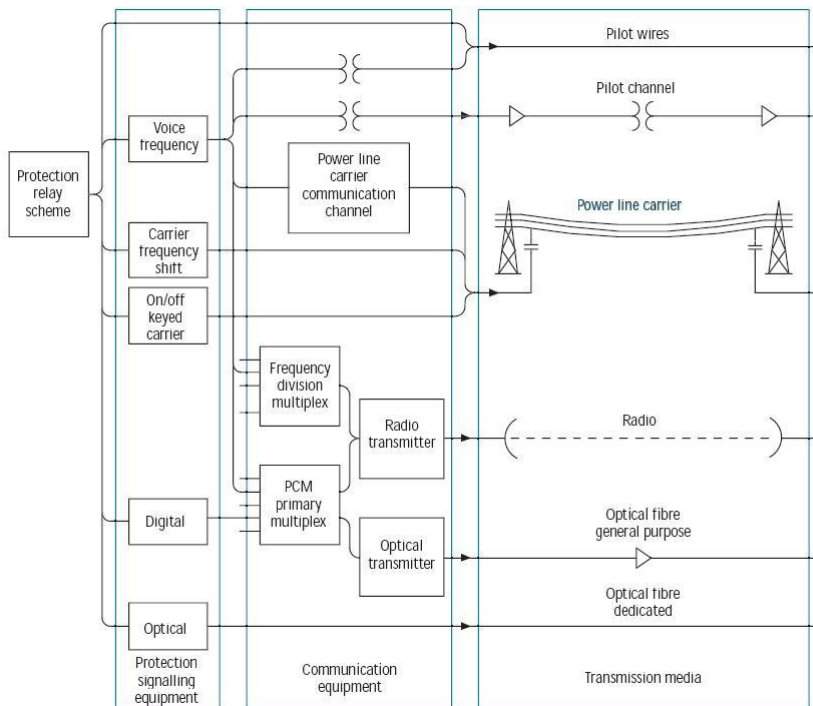 Pilot wires
Pilot channel
Voice
frequency
Power line
carrier
communication
channel
Protection
relay
scheme
Power line carrier
Carrier
frequency
shift
On/off
keyed
carrier
Frequency
division
multiplex
Radio
transmitter
Radio
PCM
primary
multiplex
Digital
Optical
transmitter
Optical fibre
general purpose
Optical fibre
dedicated
Optical
Protection
signalling
equipment
Communication
equipment
Transmission media